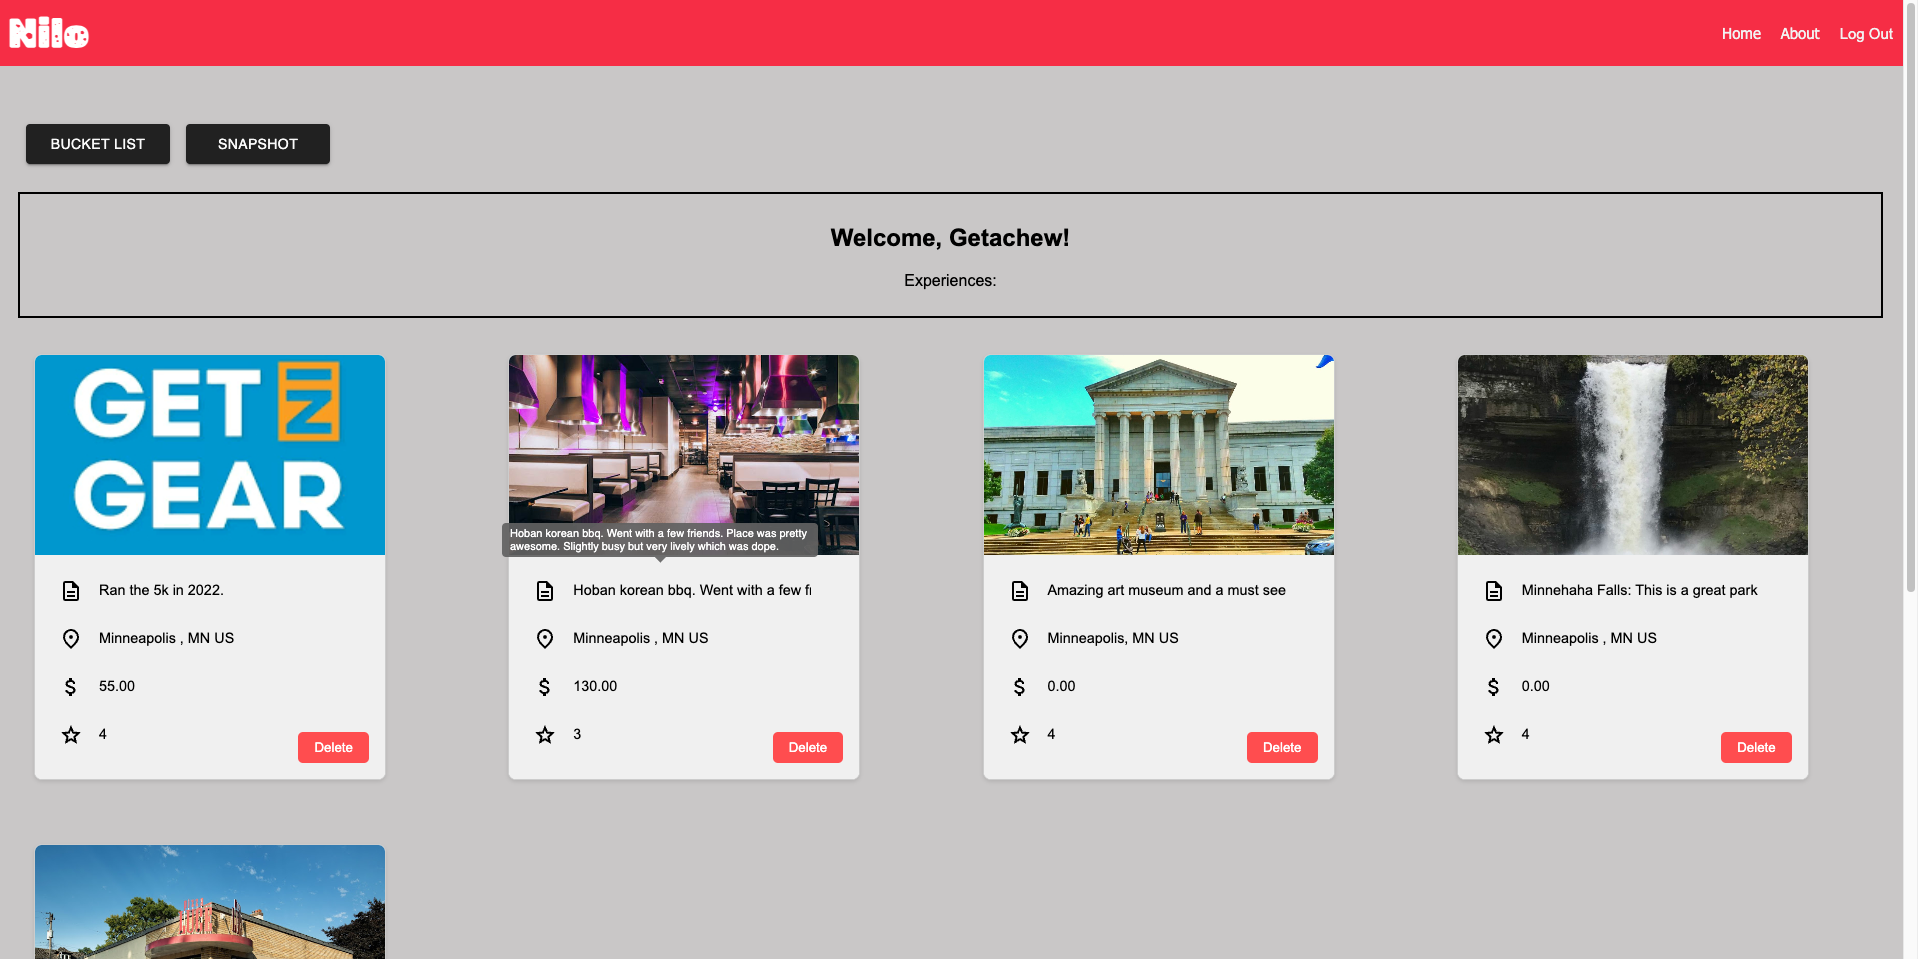 Nilo
Home About Log Out
BUCKET LIST SNAPSHOT
Welcome, Getachew!
Experiences:
GET IN
GEAR
Ran the 5k in 2022.
Minneapolis , MN US
55.00
4
Delete
Hoban korean bbq. Went with a few friends. Place was pretty
awesome. Slightly busy but very lively which was dope.
Hoban korean bbq. Went with a few fr
Minneapolis , MN US
130.00
3
Delete
Amazing art museum and a must see
Minneapolis, MN US
0.00
4
Delete
Minnehaha Falls: This is a great park
Minneapolis , MN US
0.00
4
Delete